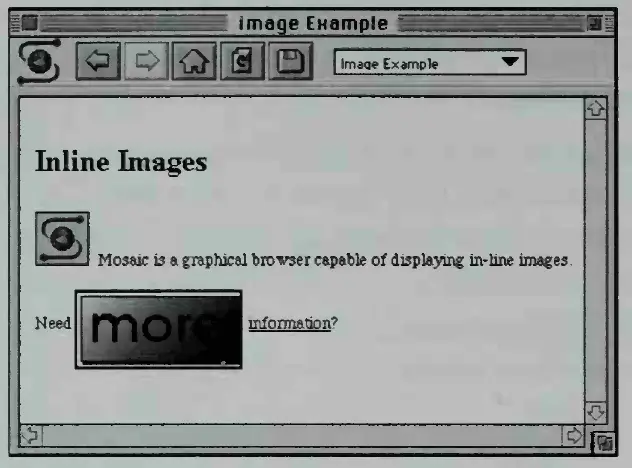 Image Example
Image Example
Inline Images
Mosaic is a graphical browser capable of displaying in-line images.
Need more information?